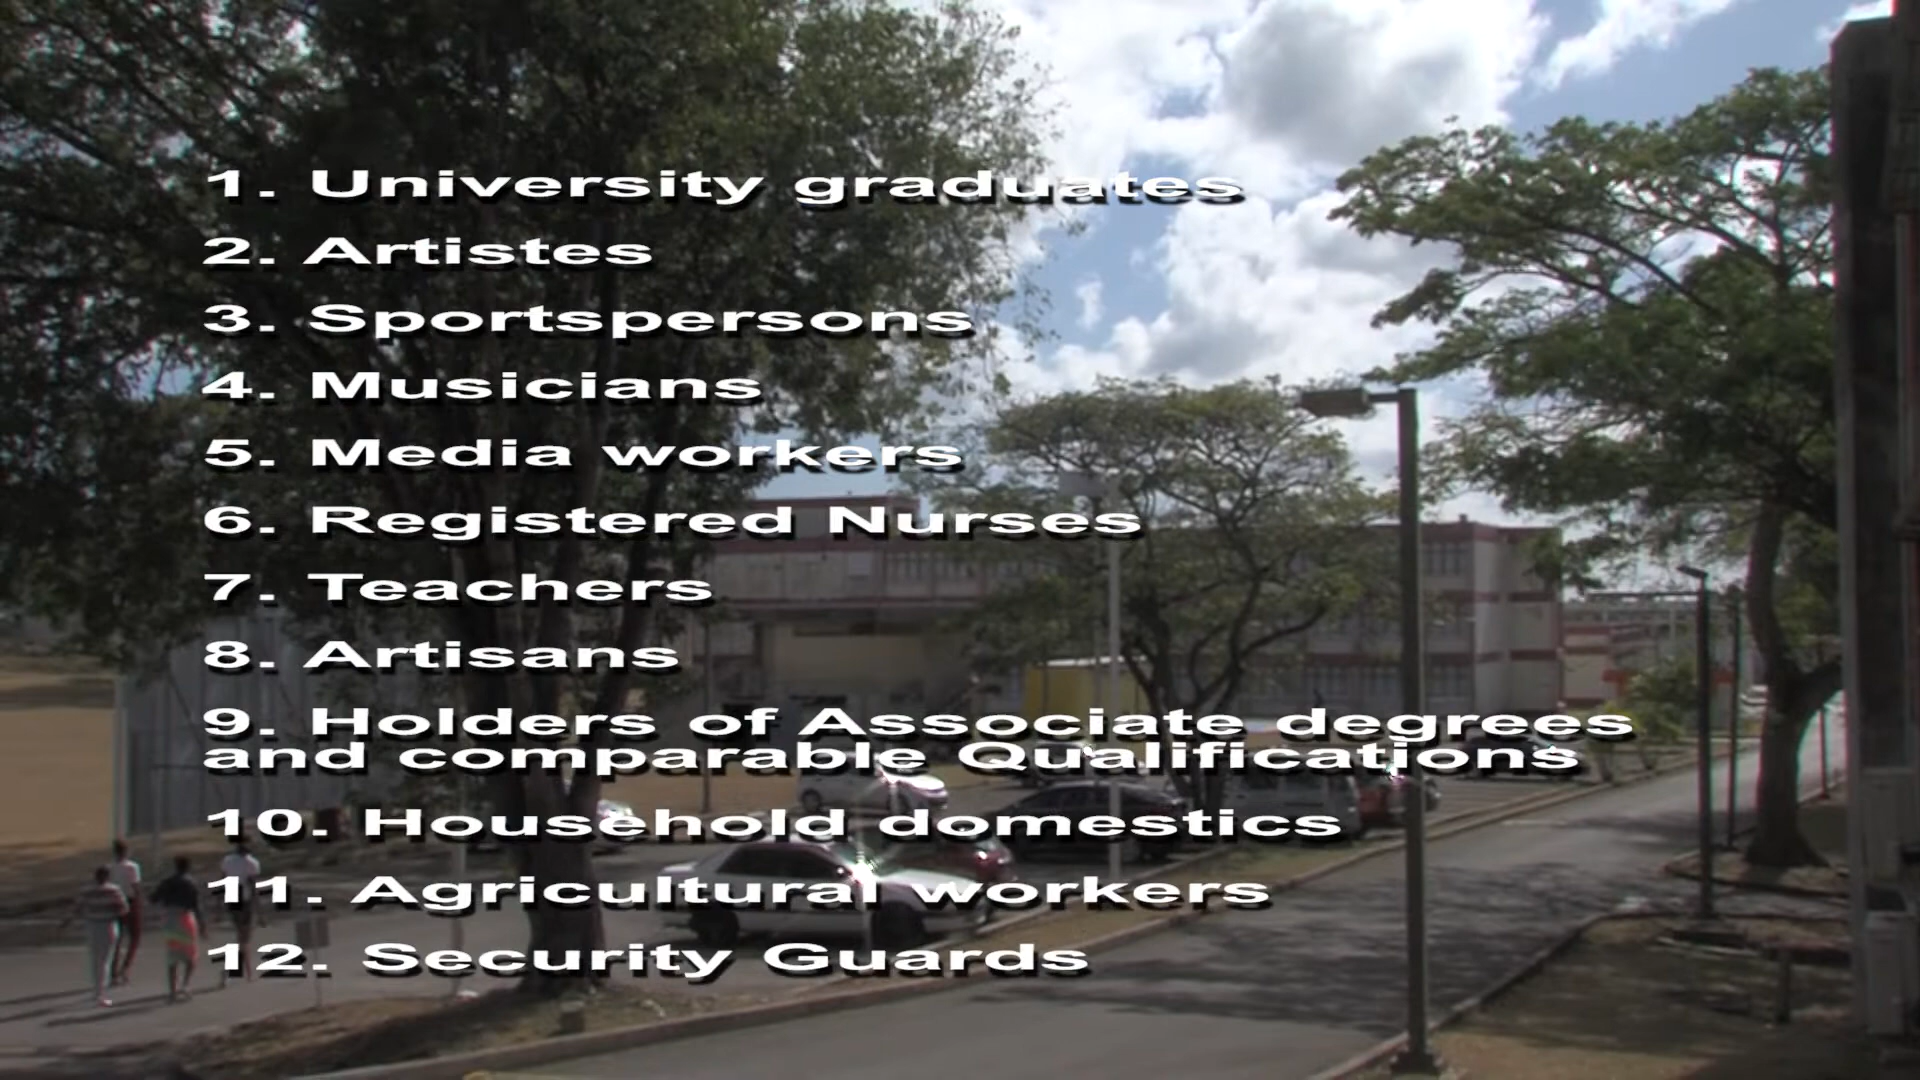 1. University graduates
2. Artistes
3. Sportspersons
4. Musicians
5. Media workers
6. Registered Nurses
7. Teachers
8. Artisans
9. Holders of Associate degrees
and comparable Qualifications
10. Household domestics
11. Agricultural workers
12. Security Guards